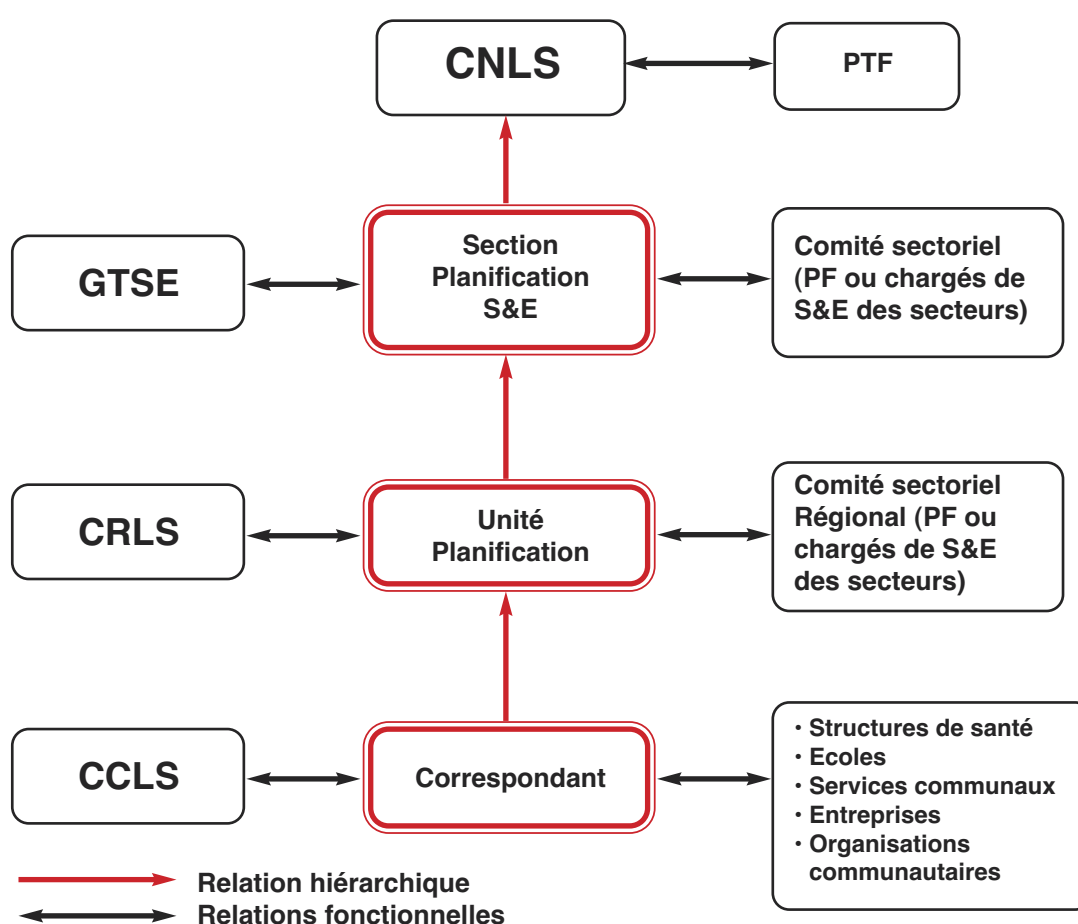 CNLS
PTF
GTSE
Section
Planification
S&E
Comité sectoriel
(PF ou chargés de
S&E des secteurs)
CRLS
Unité
Planification
Comité sectoriel
Régional (PF ou
chargés de S&E
des secteurs)
CCLS
Correspondant
· Structures de santé
· Ecoles
· Services communaux
· Entreprises
· Organisations
communautaires
Relation hiérarchique
Relations fonctionnelles